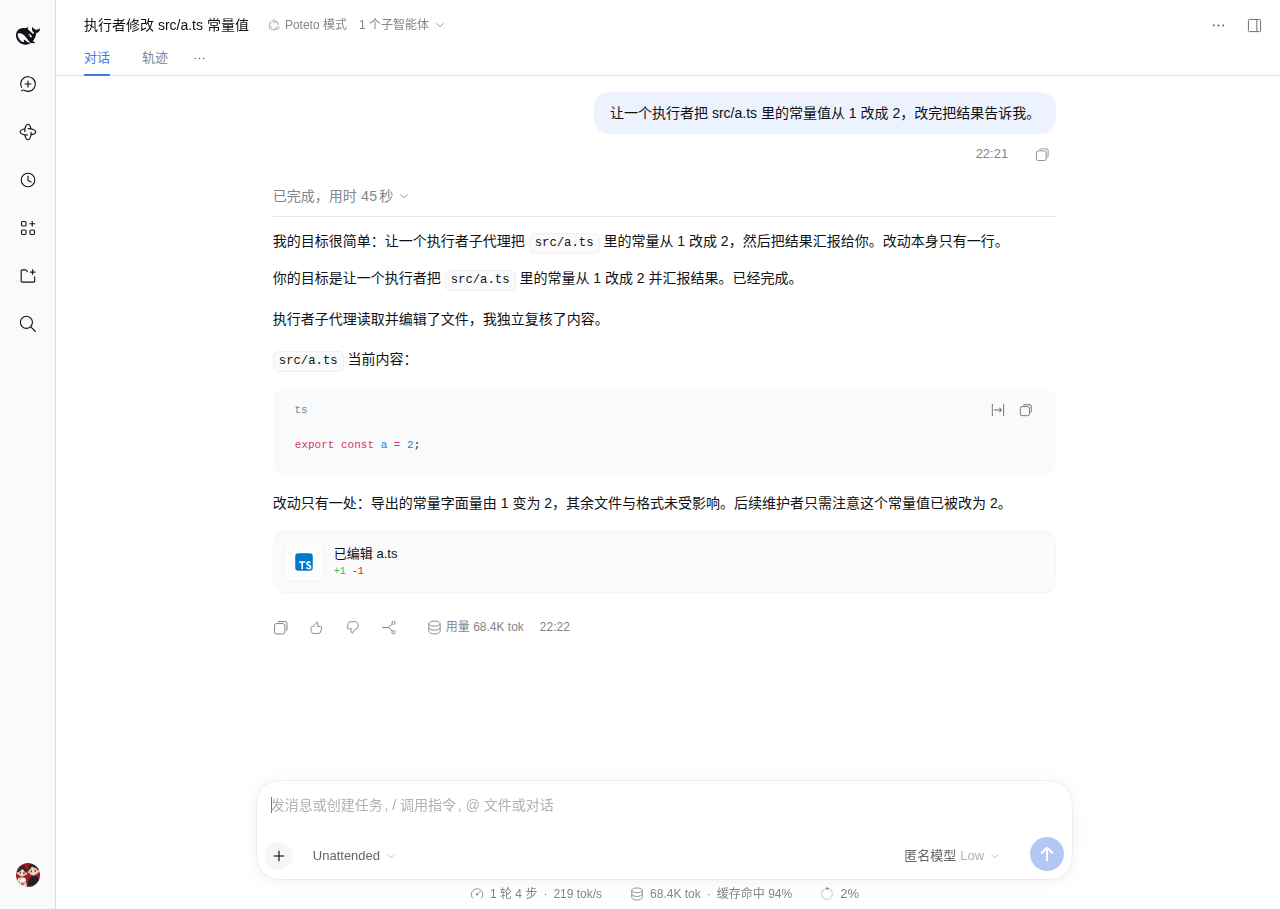 执行者修改 src/a.ts 常量值 Poteto 模式 1 个子智能体
对话 轨迹
让一个执行者把 src/a.ts 里的常量值从 1 改成 2，改完把结果告诉我。
22:21
已完成，用时 45 秒
我的目标很简单：让一个执行者子代理把 src/a.ts 里的常量从 1 改成 2，然后把结果汇报给你。改动本身只有一行。
你的目标是让一个执行者把 src/a.ts 里的常量从 1 改成 2 并汇报结果。已经完成。
执行者子代理读取并编辑了文件，我独立复核了内容。
src/a.ts 当前内容：
ts
export const a = 2;
改动只有一处：导出的常量字面量由 1 变为 2，其余文件与格式未受影响。后续维护者只需注意这个常量值已被改为 2。
TS 已编辑 a.ts
+1 -1
用量 68.4K tok 22:22
发消息或创建任务, / 调用指令, @ 文件或对话
Unattended 匿名模型 Low
1 轮 4 步 · 219 tok/s 68.4K tok · 缓存命中 94% 2%